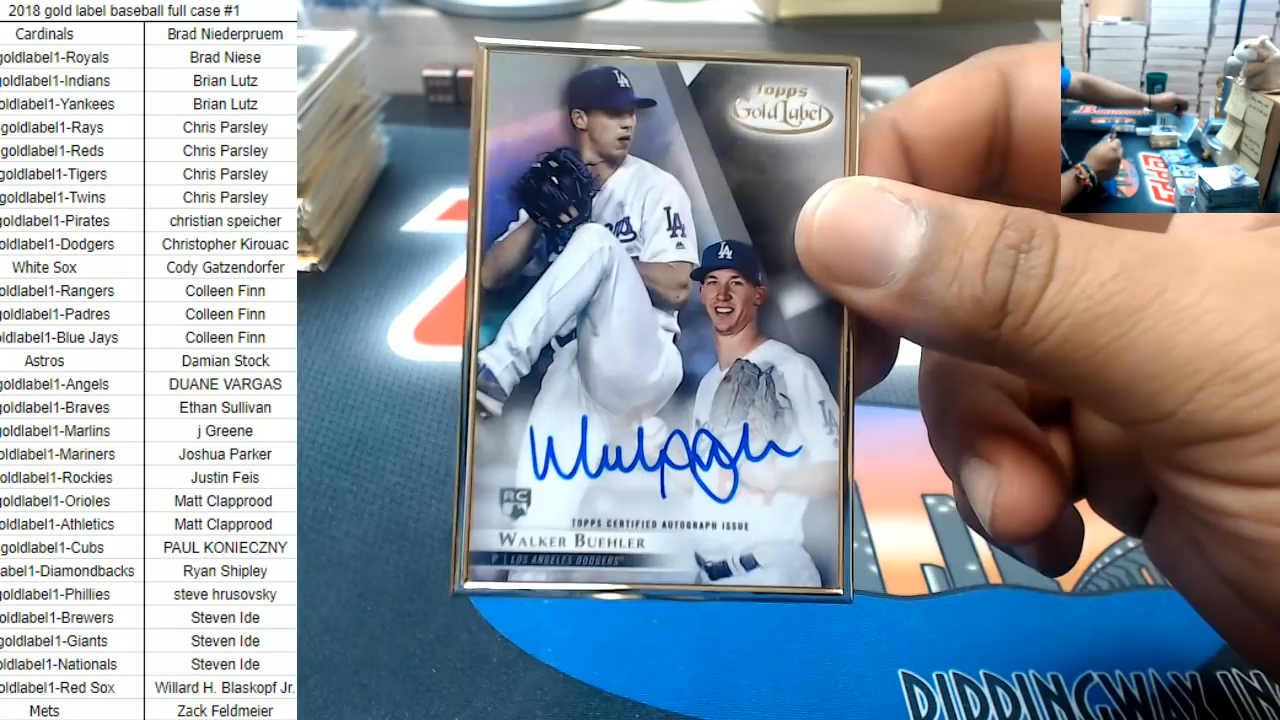 2018 gold label baseball full case #1
Cardinals Brad Niederpruem
goldlabel1-Royals Brad Niese
goldlabel1-Indians Brian Lutz
oldlabel1-Yankees Brian Lutz
goldlabel1-Rays Chris Parsley
goldlabel1-Reds Chris Parsley
goldlabel1-Tigers Chris Parsley
goldlabel1-Twins Chris Parsley
goldlabel1-Pirates christian speicher
oldlabel1-Dodgers Christopher Kirouac
White Sox Cody Gatzendorfer
oldlabel1-Rangers Colleen Finn
oldlabel1-Padres Colleen Finn
oldlabel1-Blue Jays Colleen Finn
Astros Damian Stock
goldlabel1-Angels DUANE VARGAS
goldlabel1-Braves Ethan Sullivan
goldlabel1-Marlins j Greene
oldlabel1-Mariners Joshua Parker
oldlabel1-Rockies Justin Feis
goldlabel1-Orioles Matt Clapprood
oldlabel1-Athletics Matt Clapprood
goldlabel1-Cubs PAUL KONIECZNY
abel1-Diamondbacks Ryan Shipley
goldlabel1-Phillies steve hrusovsky
oldlabel1-Brewers Steven Ide
goldlabel1-Giants Steven Ide
oldlabel1-Nationals Steven Ide
oldlabel1-Red Sox Willard H. Blaskopf Jr.
Mets Zack Feldmeier
Topps
Gold Label
LA
LA
LA
RC
TOPPS CERTIFIED AUTOGRAPH ISSUE
WALKER BUEHLER
P | LOS ANGELES DODGERS